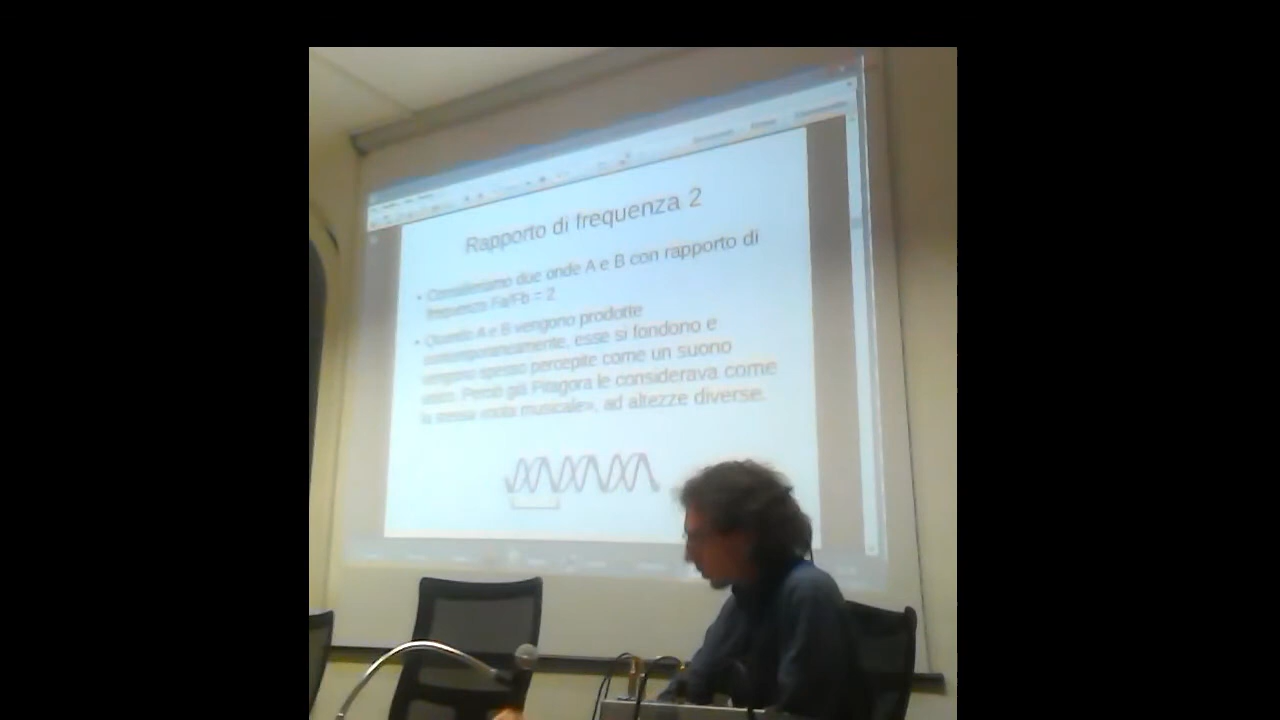 Rapporto di frequenza 2
• Consideriamo due onde A e B con rapporto di
frequenza Fa/Fb = 2
• Quando A e B vengono prodotte
contemporaneamente, esse si fondono e
vengono spesso percepite come un suono
unico. Perciò già Pitagora le considerava come
la stessa «nota musicale», ad altezze diverse.